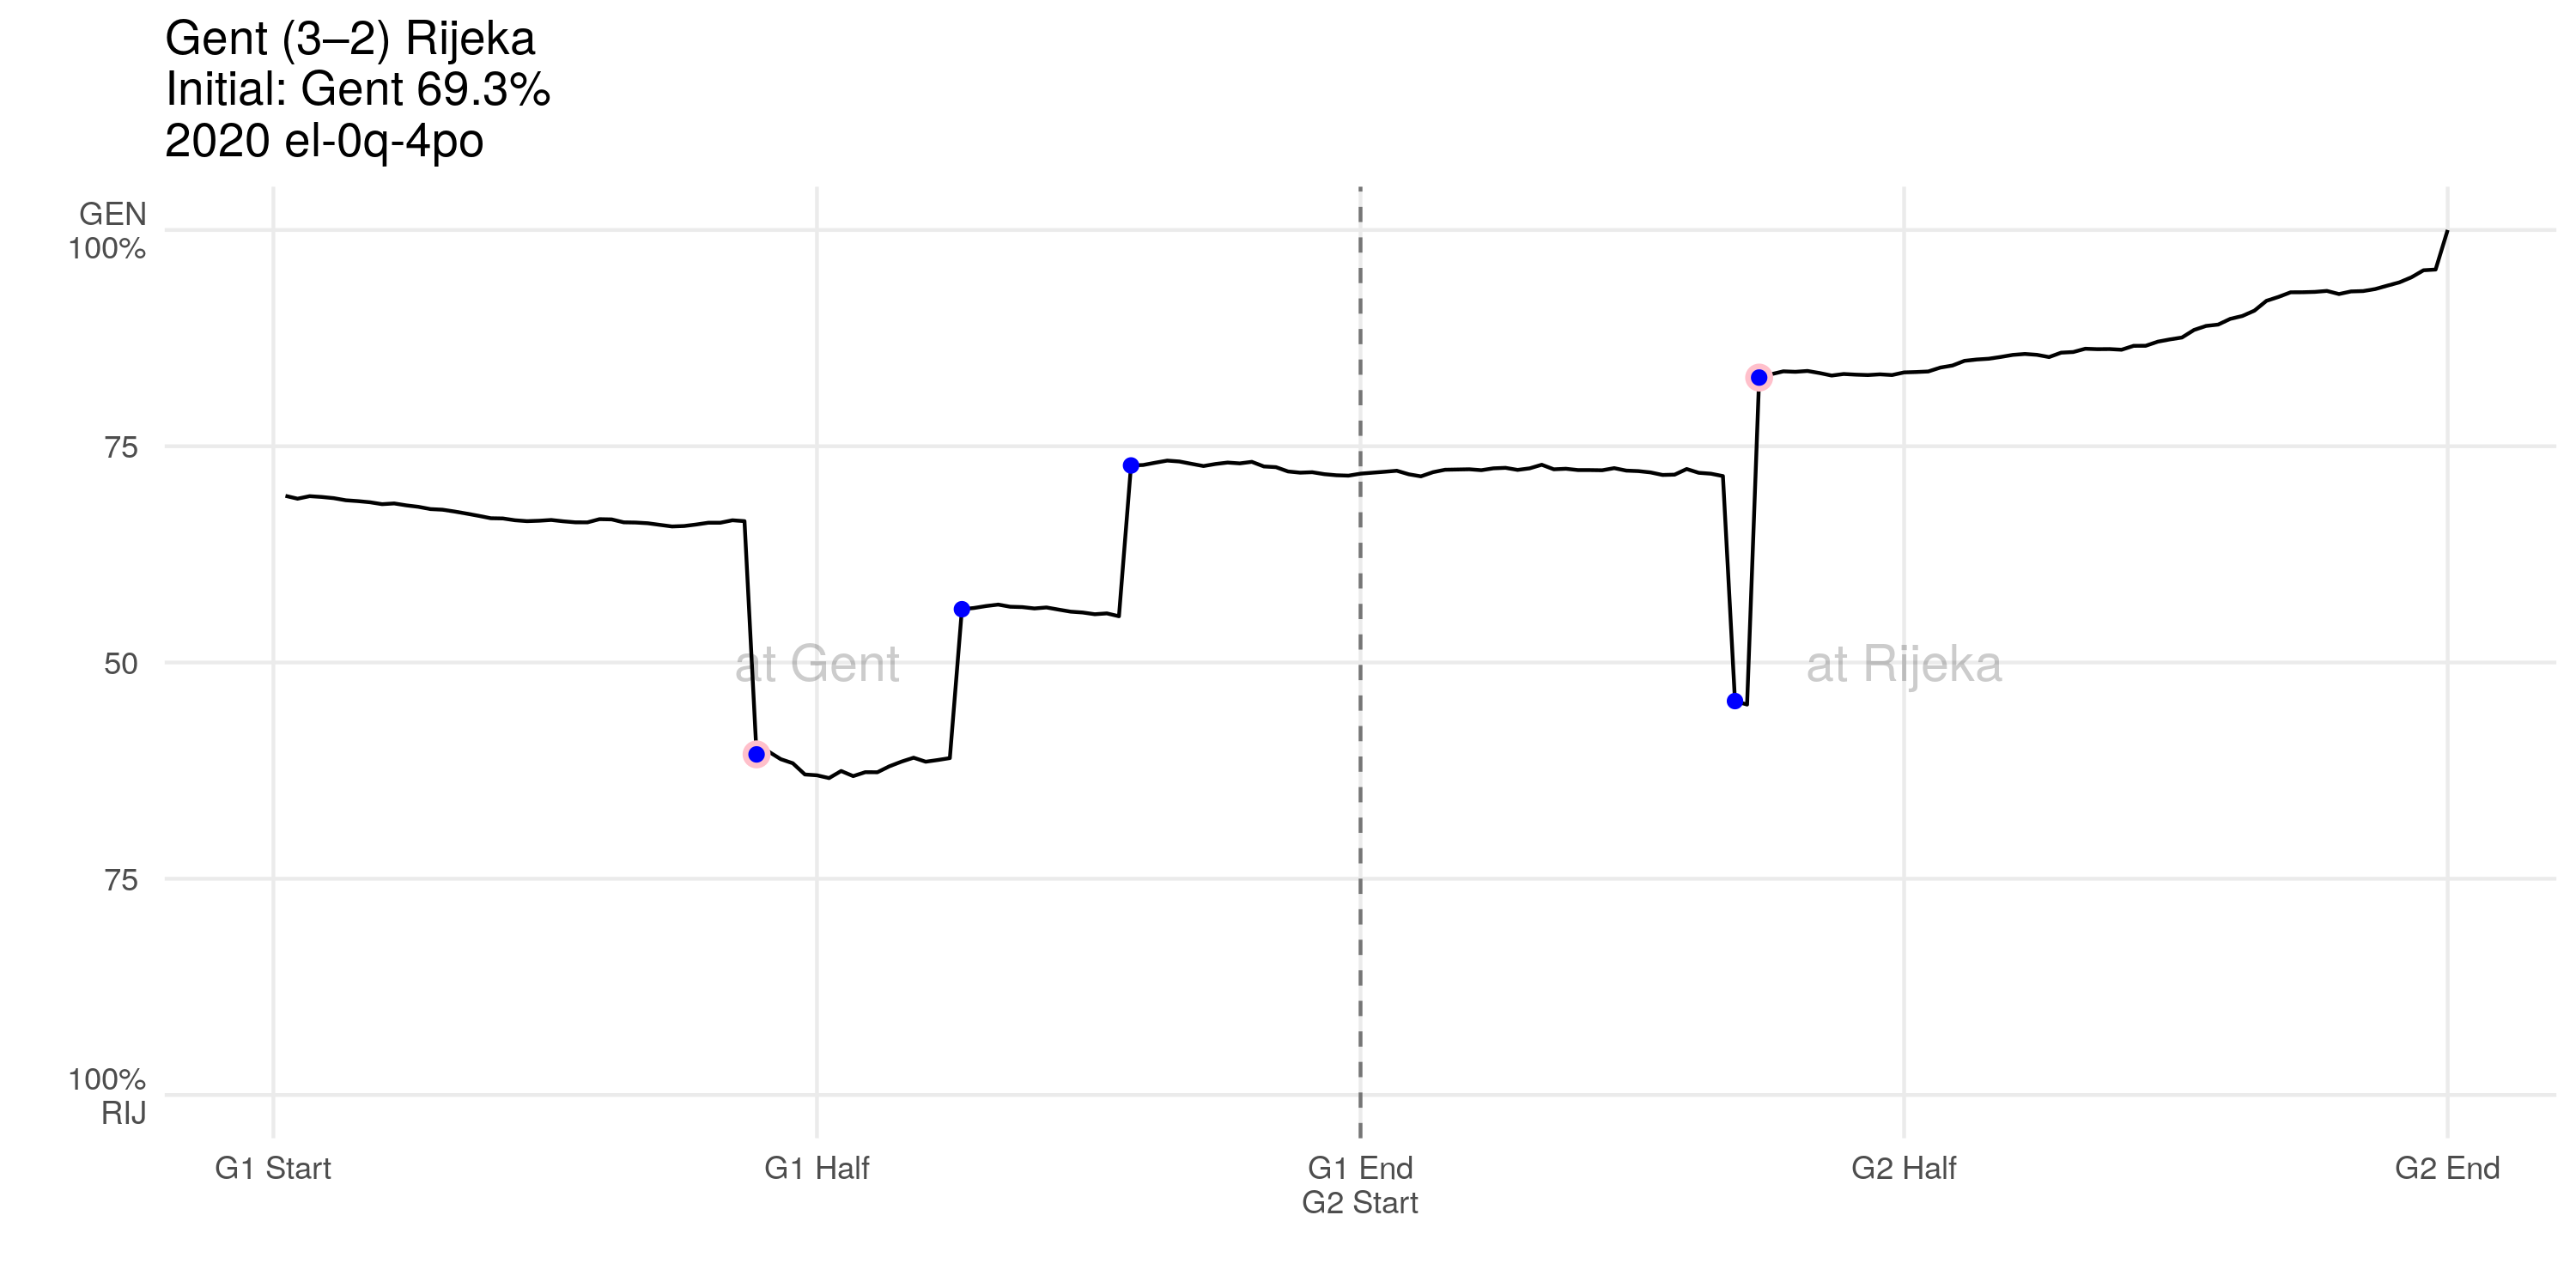 Gent (3–2) Rijeka
Initial: Gent 69.3%
2020 el-0q-4po
GEN
100%
75
50
75
100%
RIJ
at Gent
at Rijeka
G1 Start
G1 Half
G1 End
G2 Start
G2 Half
G2 End